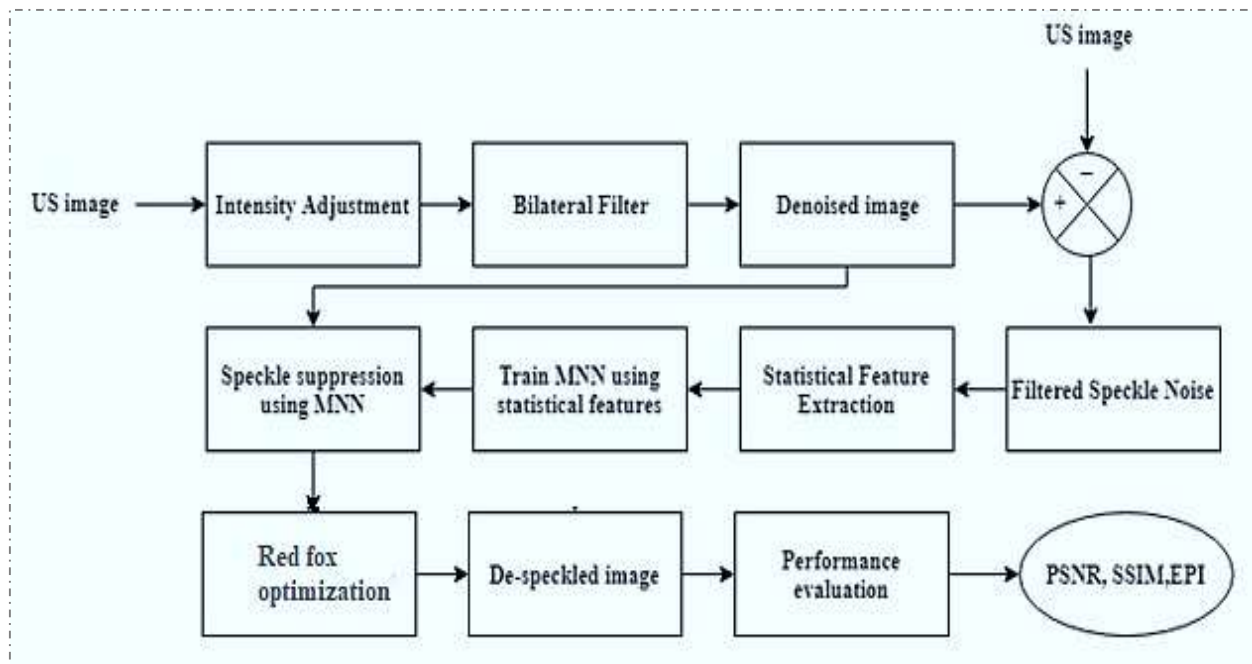 US image
US image
Intensity Adjustment
Bilateral Filter
Denoised image
−
+
Speckle suppression
using MNN
Train MNN using
statistical features
Statistical Feature
Extraction
Filtered Speckle Noise
Red fox
optimization
De-speckled image
Performance
evaluation
PSNR, SSIM,EPI